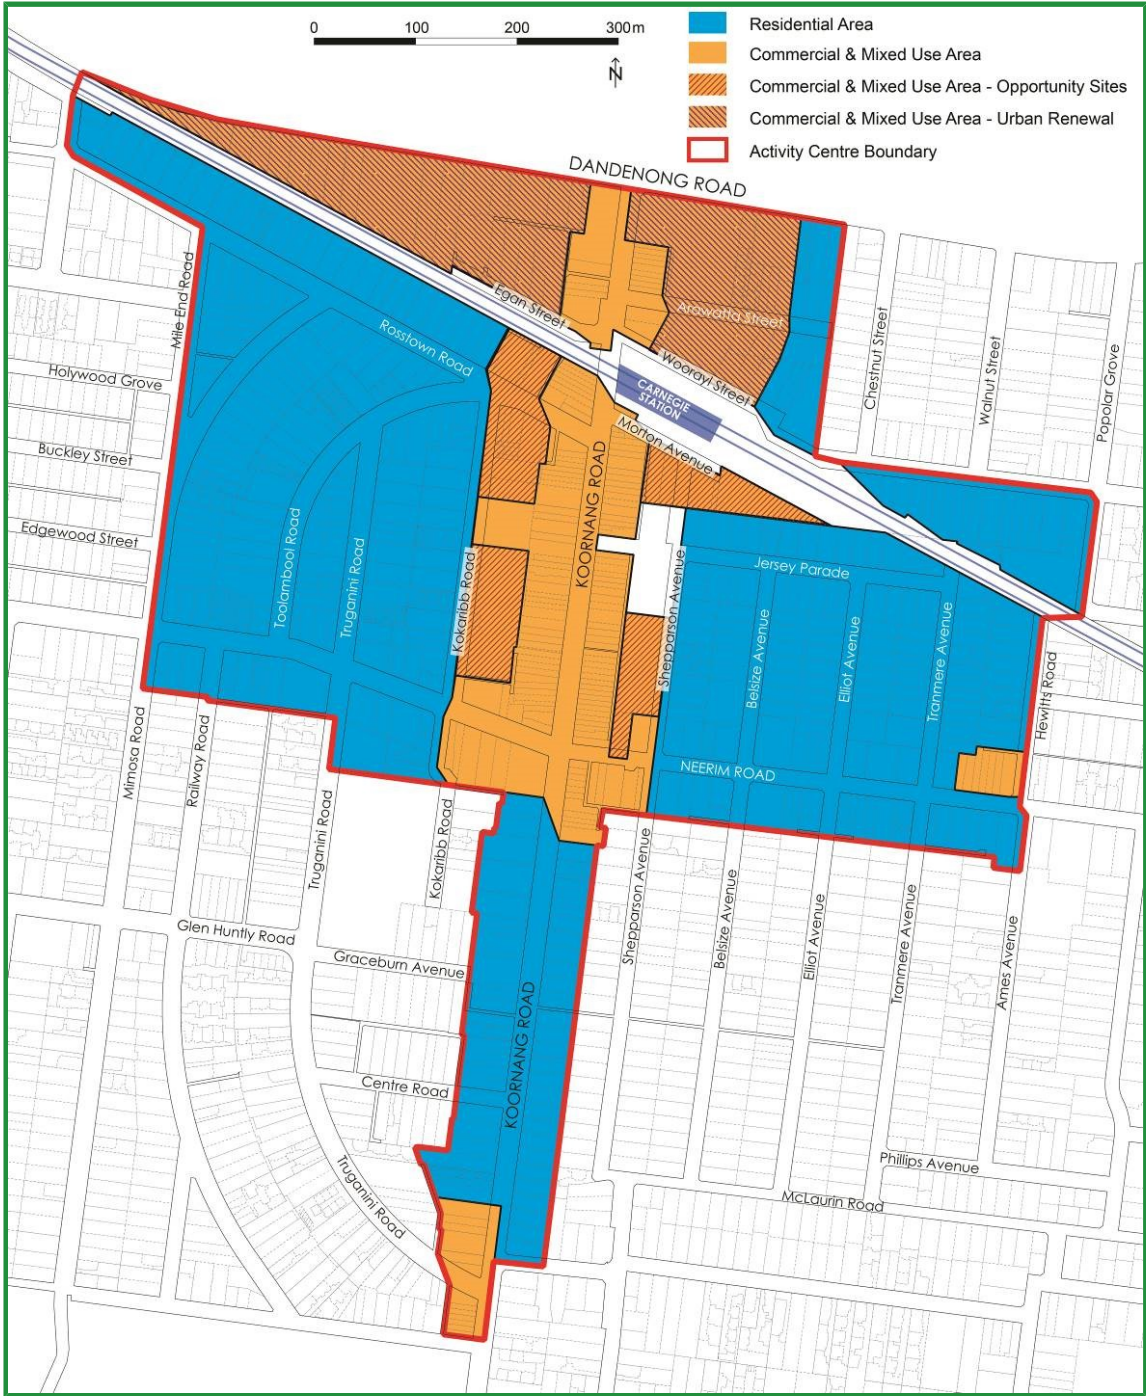 0 100 200 300m
N
Residential Area
Commercial & Mixed Use Area
Commercial & Mixed Use Area - Opportunity Sites
Commercial & Mixed Use Area - Urban Renewal
Activity Centre Boundary
DANDENONG ROAD
Mile End Road
Egan Street
Arawatta Street
Rosstown Road
Woorayl Street
CARNEGIE
STATION
Morton Avenue
Chestnut Street
Walnut Street
Popolar Grove
Holywood Grove
Buckley Street
Edgewood Street
KOORNANG ROAD
Toolambool Road
Truganini Road
Kokaribb Road
Shepparson Avenue
Jersey Parade
Belsize Avenue
Elliot Avenue
Tranmere Avenue
Hewitts Road
Mimosa Road
Railway Road
Truganini Road
Kokaribb Road
NEERIM ROAD
Shepparson Avenue
Belsize Avenue
Elliot Avenue
Tranmere Avenue
Ames Avenue
Glen Huntly Road
Graceburn Avenue
KOORNANG ROAD
Centre Road
Truganini Road
Phillips Avenue
McLaurin Road